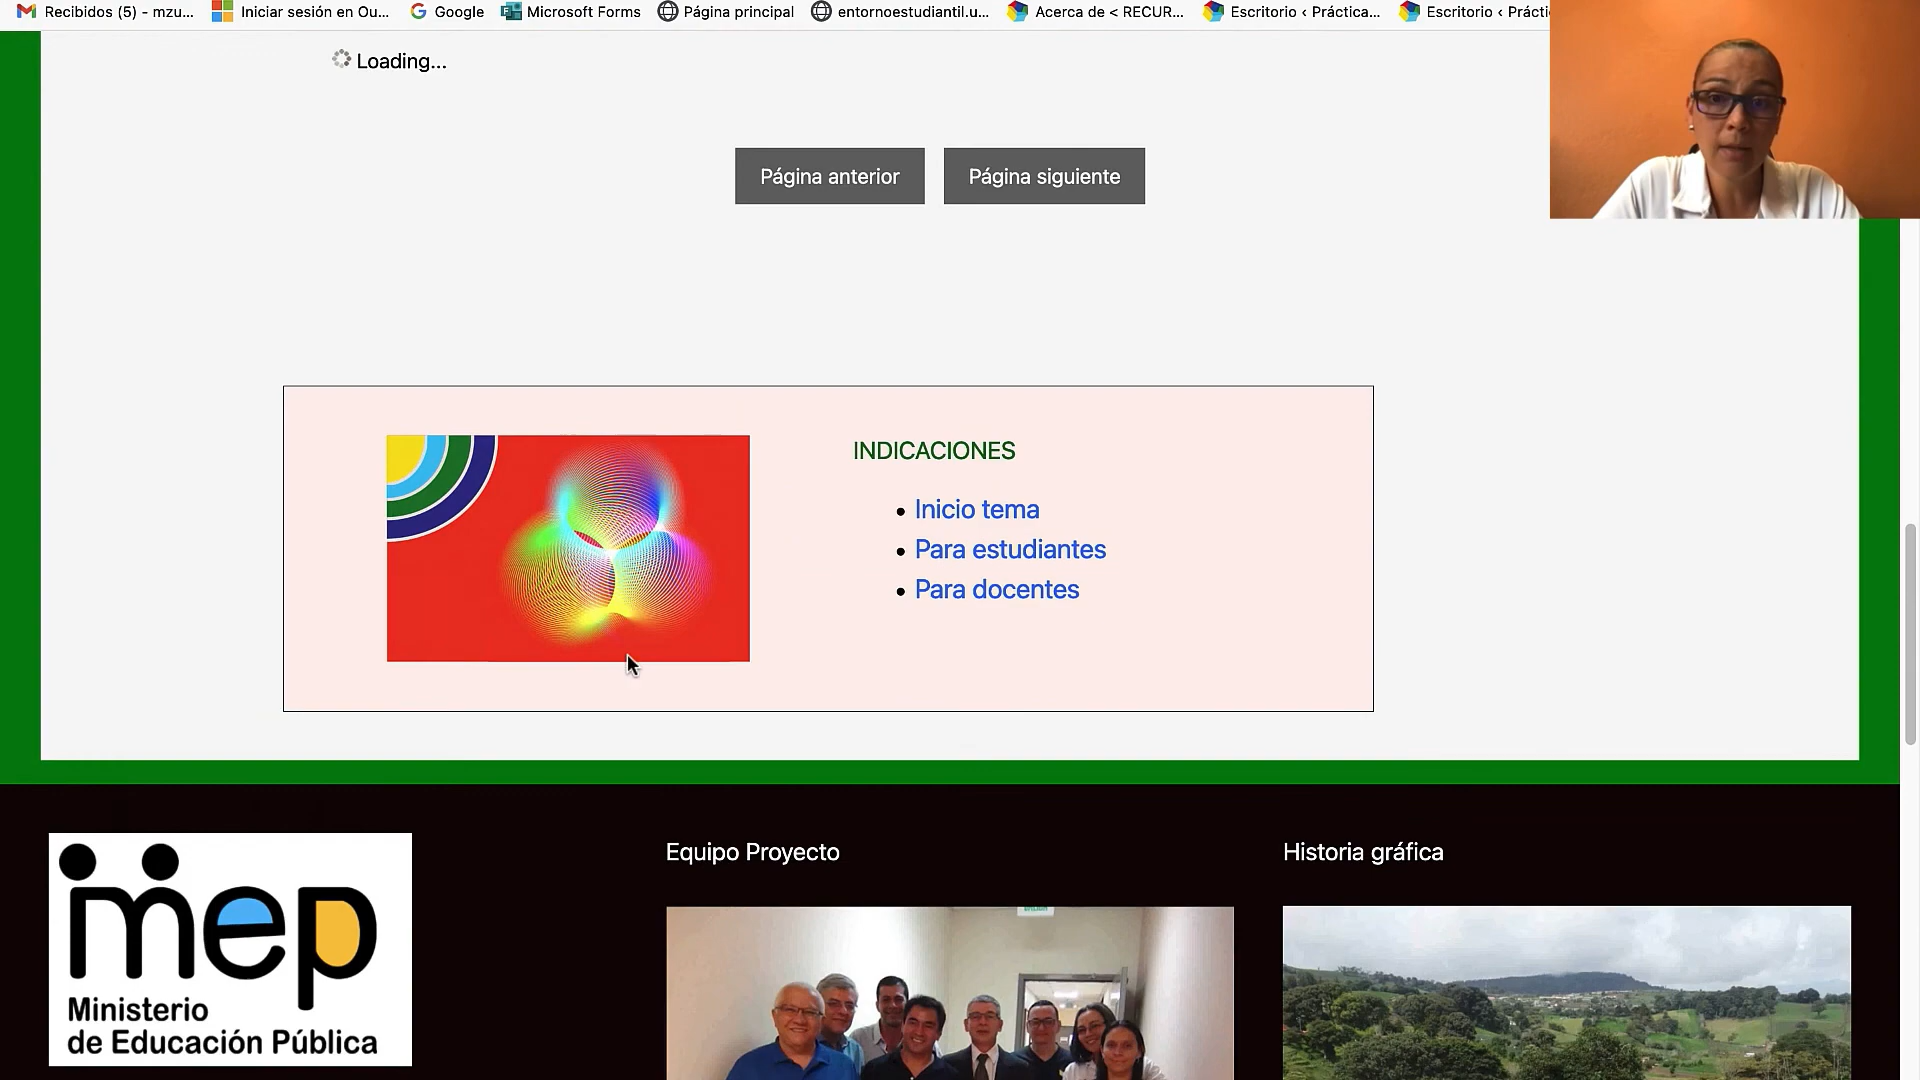 Recibidos (5) - mzu...
Iniciar sesión en Ou...
Google
Microsoft Forms
Página principal
entornoestudiantil.u...
Acerca de < RECUR...
Escritorio ‹ Práctica...
Escritorio ‹ Prácti
Loading...
Página anterior
Página siguiente
INDICACIONES
Inicio tema
Para estudiantes
Para docentes
mep
Ministerio
de Educación Pública
Equipo Proyecto
Historia gráfica